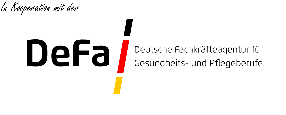 In Kooperation mit der
DeFa
Deutsche Fachkräfteagentur für
Gesundheits- und Pflegeberufe